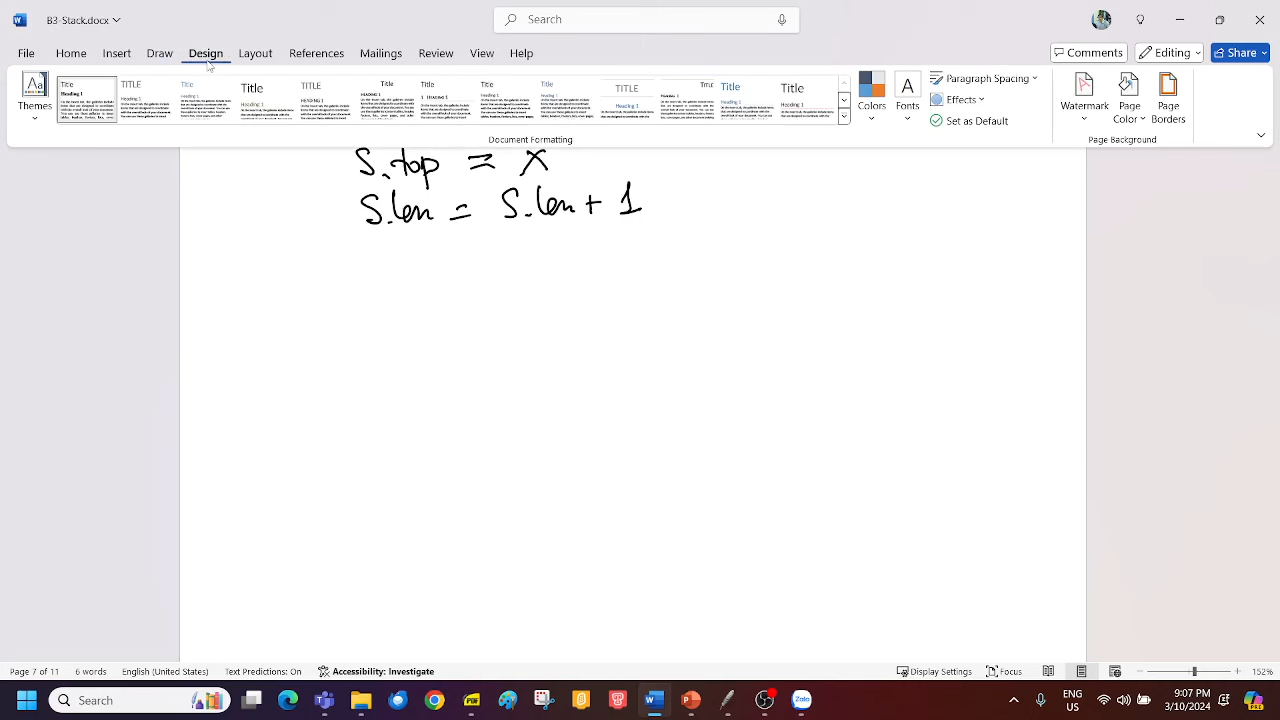 B3-Stack.docx
Search
File Home Insert Draw Design Layout References Mailings Review View Help
Comments Editing Share
Themes
Colors Fonts
Paragraph Spacing
Effects
Set as Default
Watermark Page Color Page Borders
Document Formatting
Page Background
S.top = X
S.len = S.len + 1
Page 7 of 11 6 words English (United States) Text Predictions: On Accessibility: Investigate
Display Settings Focus 152%
Search
ENG
US
9:07 PM
3/10/2024